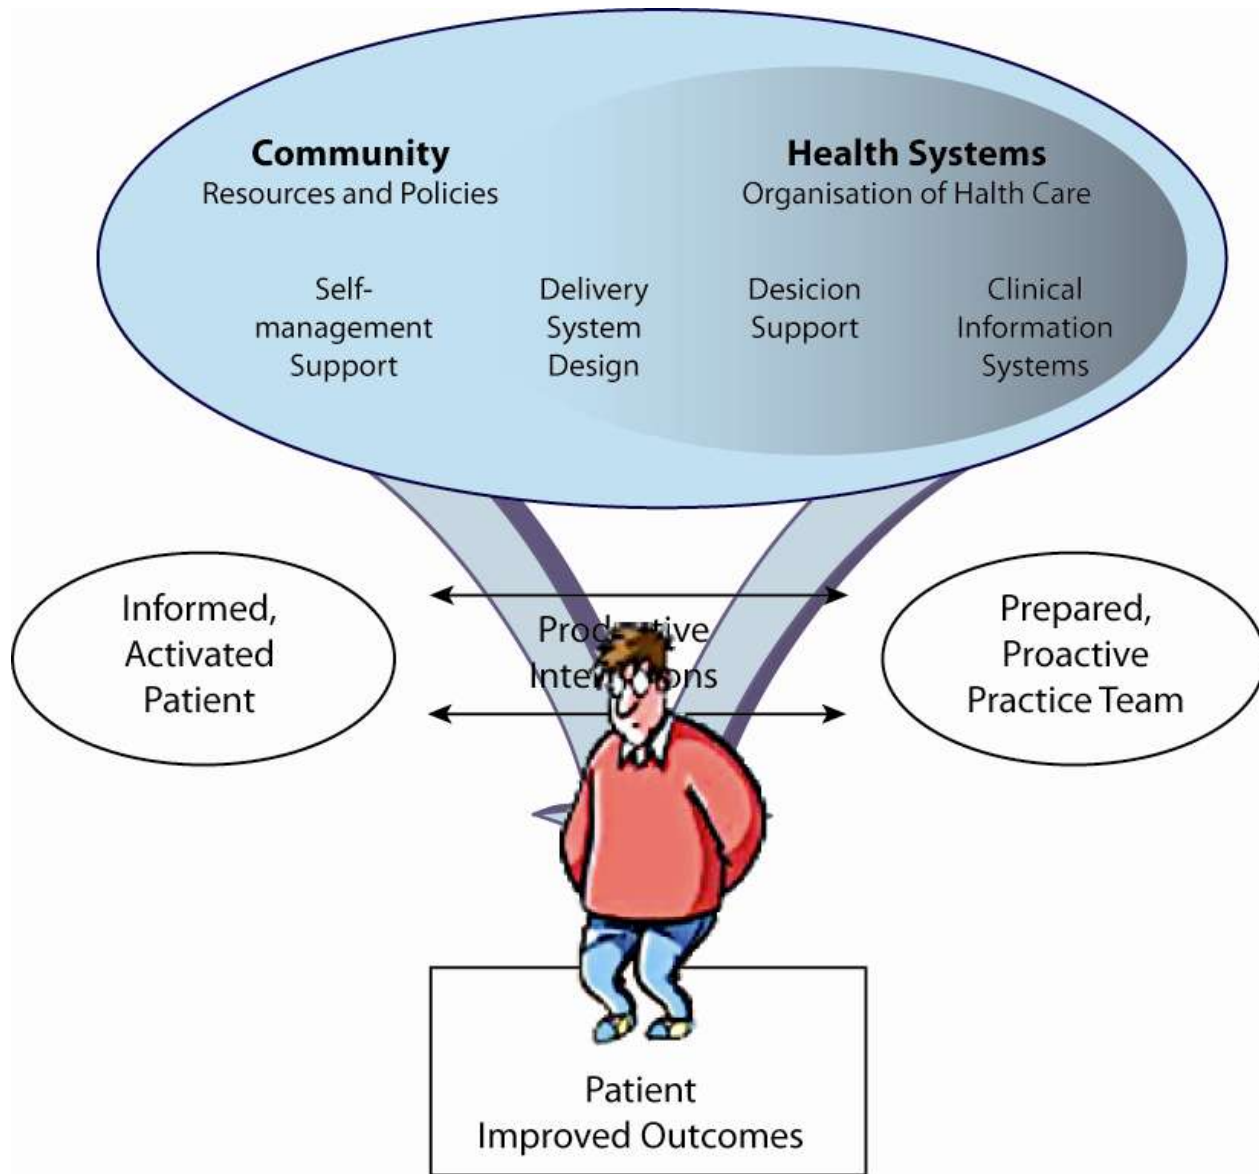 Community
Resources and Policies
Health Systems
Organisation of Halth Care
Self-
management
Support
Delivery
System
Design
Desicion
Support
Clinical
Information
Systems
Informed,
Activated
Patient
Prepared,
Proactive
Practice Team
Patient
Improved Outcomes